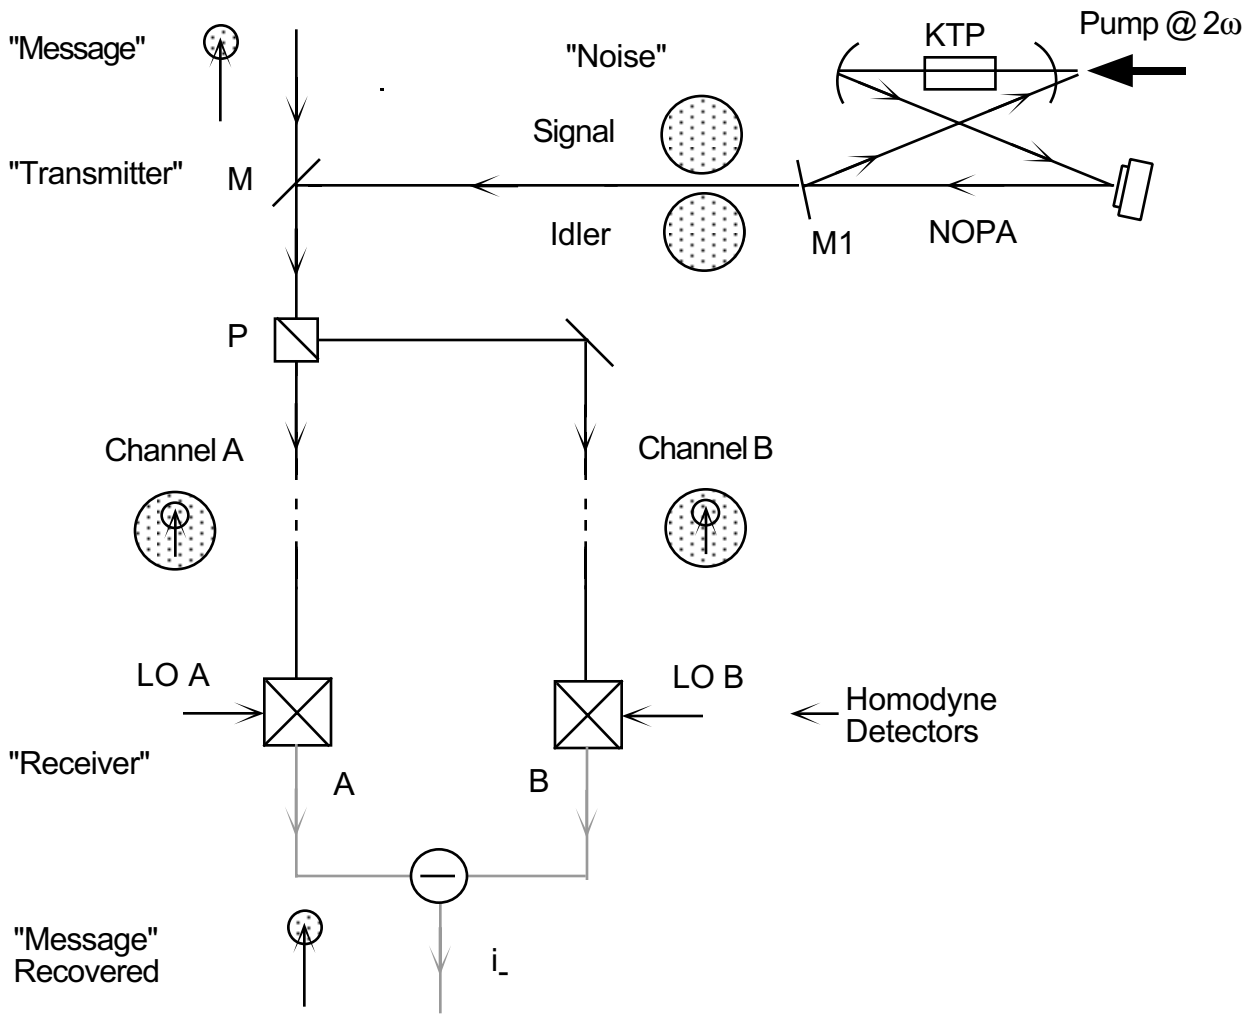 Pump @ 2ω
KTP
"Message"
"Noise"
Signal
"Transmitter"
M
Idler
M1
NOPA
P
Channel A
Channel B
LO A
LO B
Homodyne
Detectors
"Receiver"
A
B
"Message"
Recovered
i-